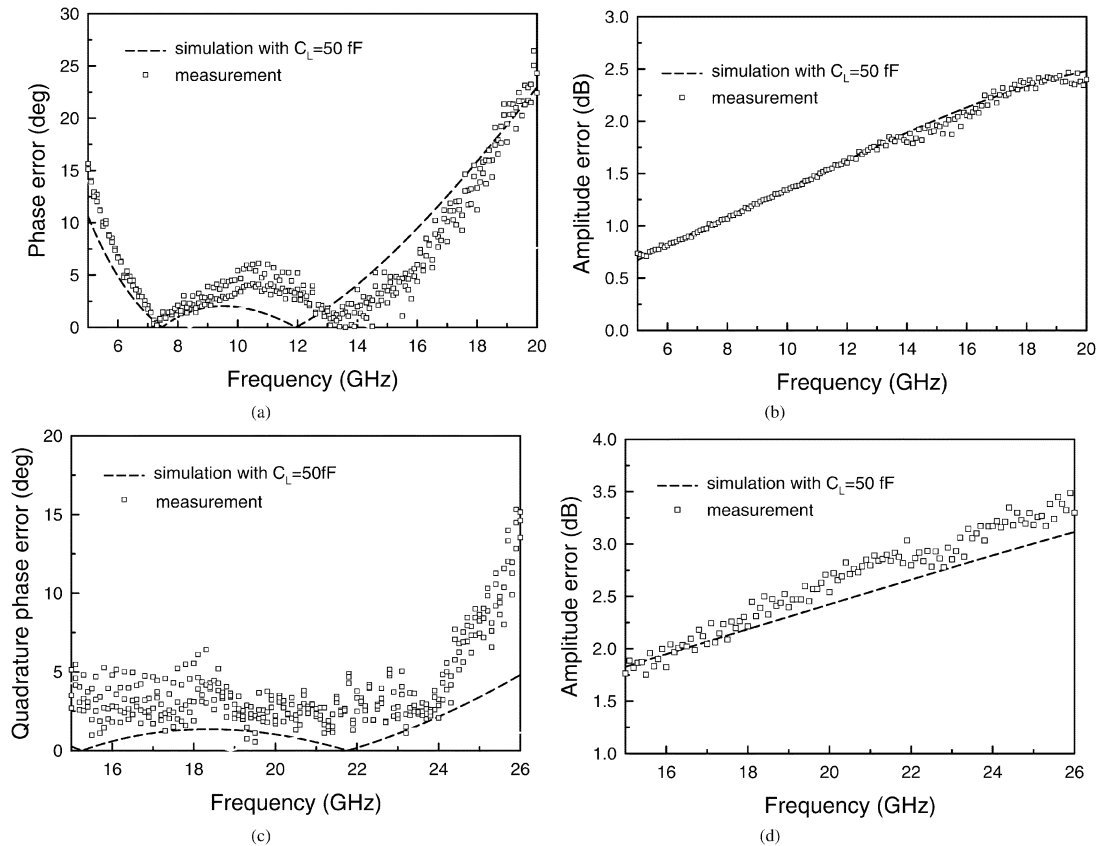 30
25
20
15
10
5
0
Phase error (deg)
simulation with CL=50 fF
measurement
6 8 10 12 14 16 18 20
Frequency (GHz)
(a)
3.0
2.5
2.0
1.5
1.0
0.5
0.0
Amplitude error (dB)
simulation with CL=50 fF
measurement
6 8 10 12 14 16 18 20
Frequency (GHz)
(b)
20
15
10
5
0
Quadrature phase error (deg)
simulation with CL=50fF
measurement
16 18 20 22 24 26
Frequency (GHz)
(c)
4.0
3.5
3.0
2.5
2.0
1.5
1.0
Amplitude error (dB)
simulation with CL=50 fF
measurement
16 18 20 22 24 26
Frequency (GHz)
(d)